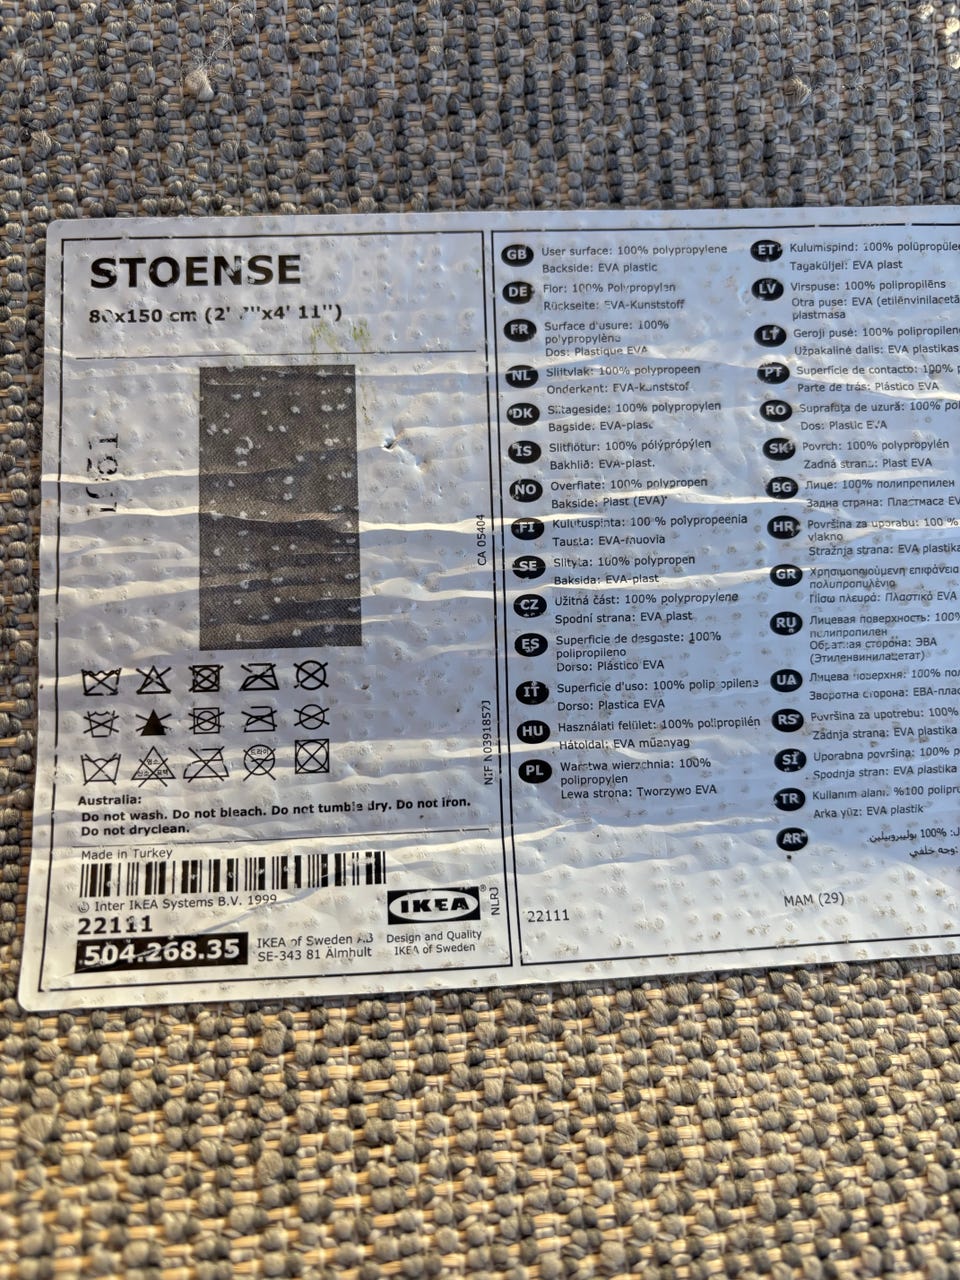 STOENSE
80x150 cm (2' 7"x4' 11")
CA 05404
NIF N0391857J
NLRJ
Australia:
Do not wash. Do not bleach. Do not tumble dry. Do not iron.
Do not dryclean.
Made in Turkey
© Inter IKEA Systems B.V. 1999
22111
504.268.35
IKEA of Sweden AB
SE-343 81 Älmhult
Design and Quality
IKEA of Sweden
IKEA®
GB User surface: 100% polypropylene
Backside: EVA plastic
DE Flor: 100% Polypropylen
Rückseite: EVA-Kunststoff
FR Surface d'usure: 100%
polypropylène
Dos: Plastique EVA
NL Slijtvlak: 100% polypropeen
Onderkant: EVA-kunststof
DK Slitageside: 100% polypropylen
Bagside: EVA-plast
IS Slitflötur: 100% pólýprópýlen
Bakhlið: EVA-plast.
NO Overflate: 100% polypropen
Bakside: Plast (EVA)
FI Kulutuspinta: 100 % polypropeenia
Tausta: EVA-muovia
SE Slityta: 100% polypropen
Baksida: EVA-plast
CZ Užitná část: 100% polypropylene
Spodní strana: EVA plast
ES Superficie de desgaste: 100%
polipropileno
Dorso: Plástico EVA
IT Superficie d'uso: 100% polipropilene
Dorso: Plastica EVA
HU Használati felület: 100% polipropilén
Hátoldal: EVA műanyag
PL Warstwa wierzchnia: 100%
polipropylen
Lewa strona: Tworzywo EVA
22111
ET Kulumispind: 100%
Tagaküljel: EVA plast
LV Virspuse: 100% polipropilēns
Otra puse: EVA
plastmasa
LT Geroji pusė: 100%
Užpakalinė dalis: EVA plastikas
PT Superfície de contacto: 100%
Parte de trás: Plástico EVA
RO Suprafaţa de uzură: 100%
Dos: Plastic EVA
SK Povrch: 100% polypropylén
Zadná strana: Plast EVA
BG Лице: 100% полипропилен
Задна страна: Пластмаса
HR Površina za uporabu: 100 %
vlakno
Stražnja strana: EVA plastika
GR Χρησιμοποιούμενη επιφάνεια
πολυπροπυλένιο
Πίσω πλευρά: Πλαστικό EVA
RU Лицевая поверхность: 100%
полипропилен
Обратная сторона: ЭВА
(Этиленвинилацетат)
UA Лицева поверхня: 100%
Зворотна сторона:
RS Površina za upotrebu: 100%
Zadnja strana: EVA plastika
SI Uporabna površina: 100%
Spodnja stran: EVA plastika
TR Kullanım alanı: %100
Arka yüz: EVA plastik
AR 100% بوليبروبيلين.
وجه خلفي:
MAM (29)